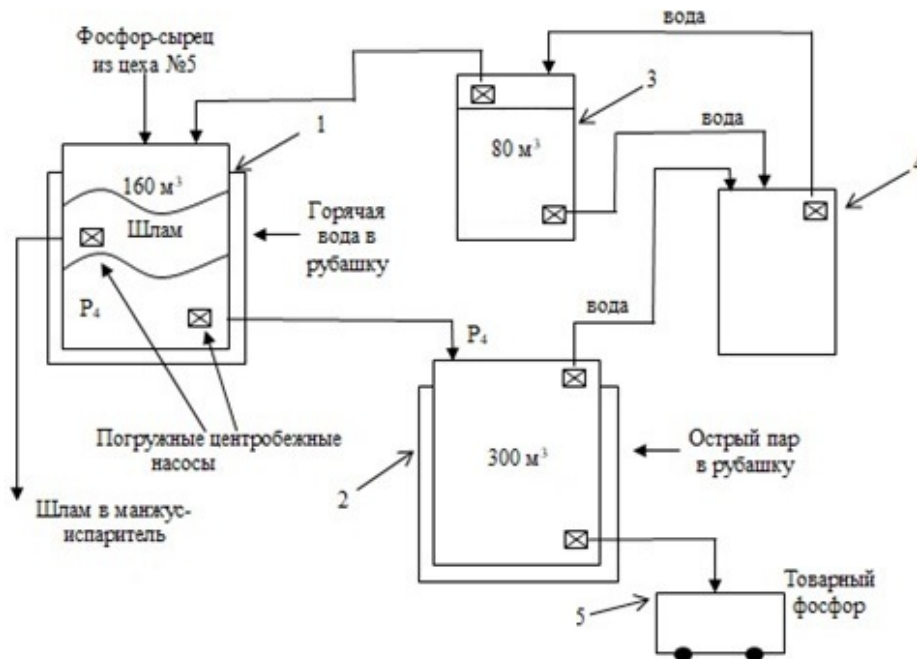 Фосфор-сырец
из цеха №5
1
160 м³
Шлам
P₄
Горячая
вода в
рубашку
Погружные центробежные
насосы
Шлам в манжус-
испаритель
вода
3
80 м³
вода
4
вода
P₄
300 м³
2
Острый пар
в рубашку
5
Товарный
фосфор